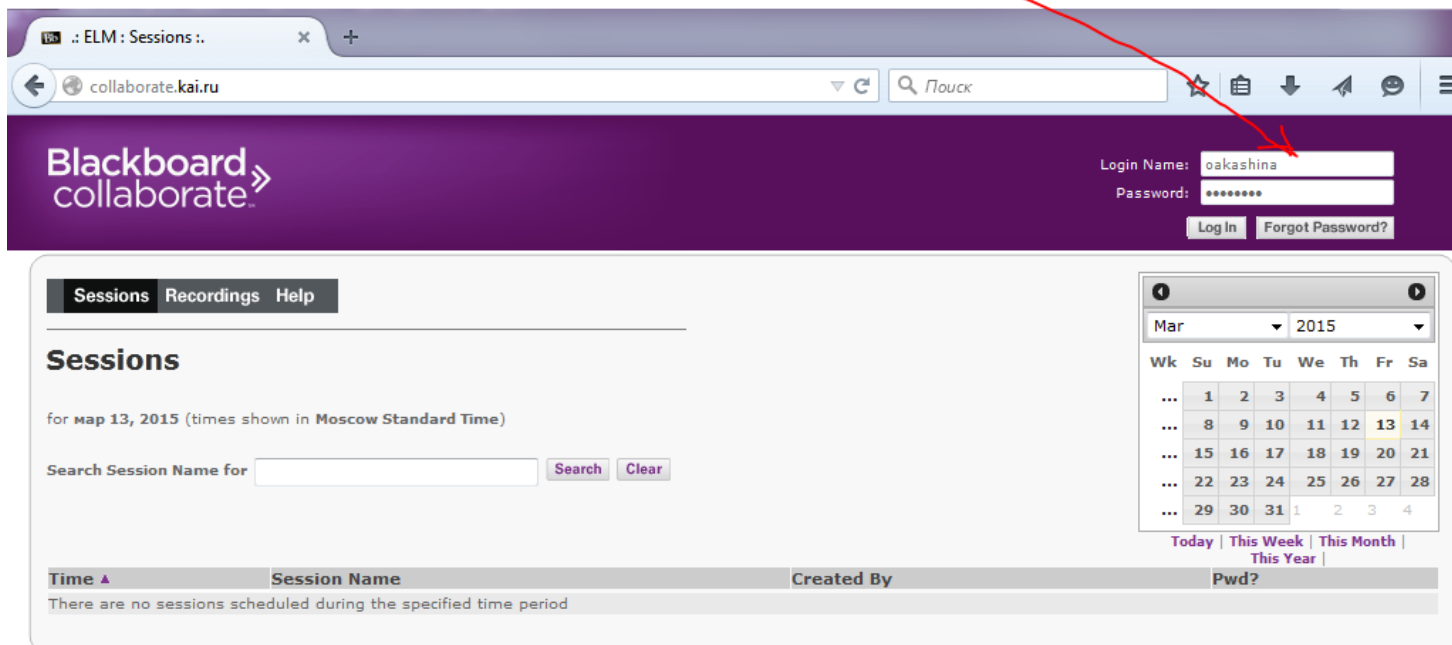 .: ELM : Sessions :.
collaborate.kai.ru
Поиск
Blackboard
collaborate
Login Name: oakashina
Password: ••••••••
Log In Forgot Password?
Sessions Recordings Help
Sessions
for мар 13, 2015 (times shown in Moscow Standard Time)
Search Session Name for Search Clear
Mar 2015
Wk Su Mo Tu We Th Fr Sa
... 1 2 3 4 5 6 7
... 8 9 10 11 12 13 14
... 15 16 17 18 19 20 21
... 22 23 24 25 26 27 28
... 29 30 31 1 2 3 4
Today | This Week | This Month |
This Year |
Time Session Name Created By Pwd?
There are no sessions scheduled during the specified time period